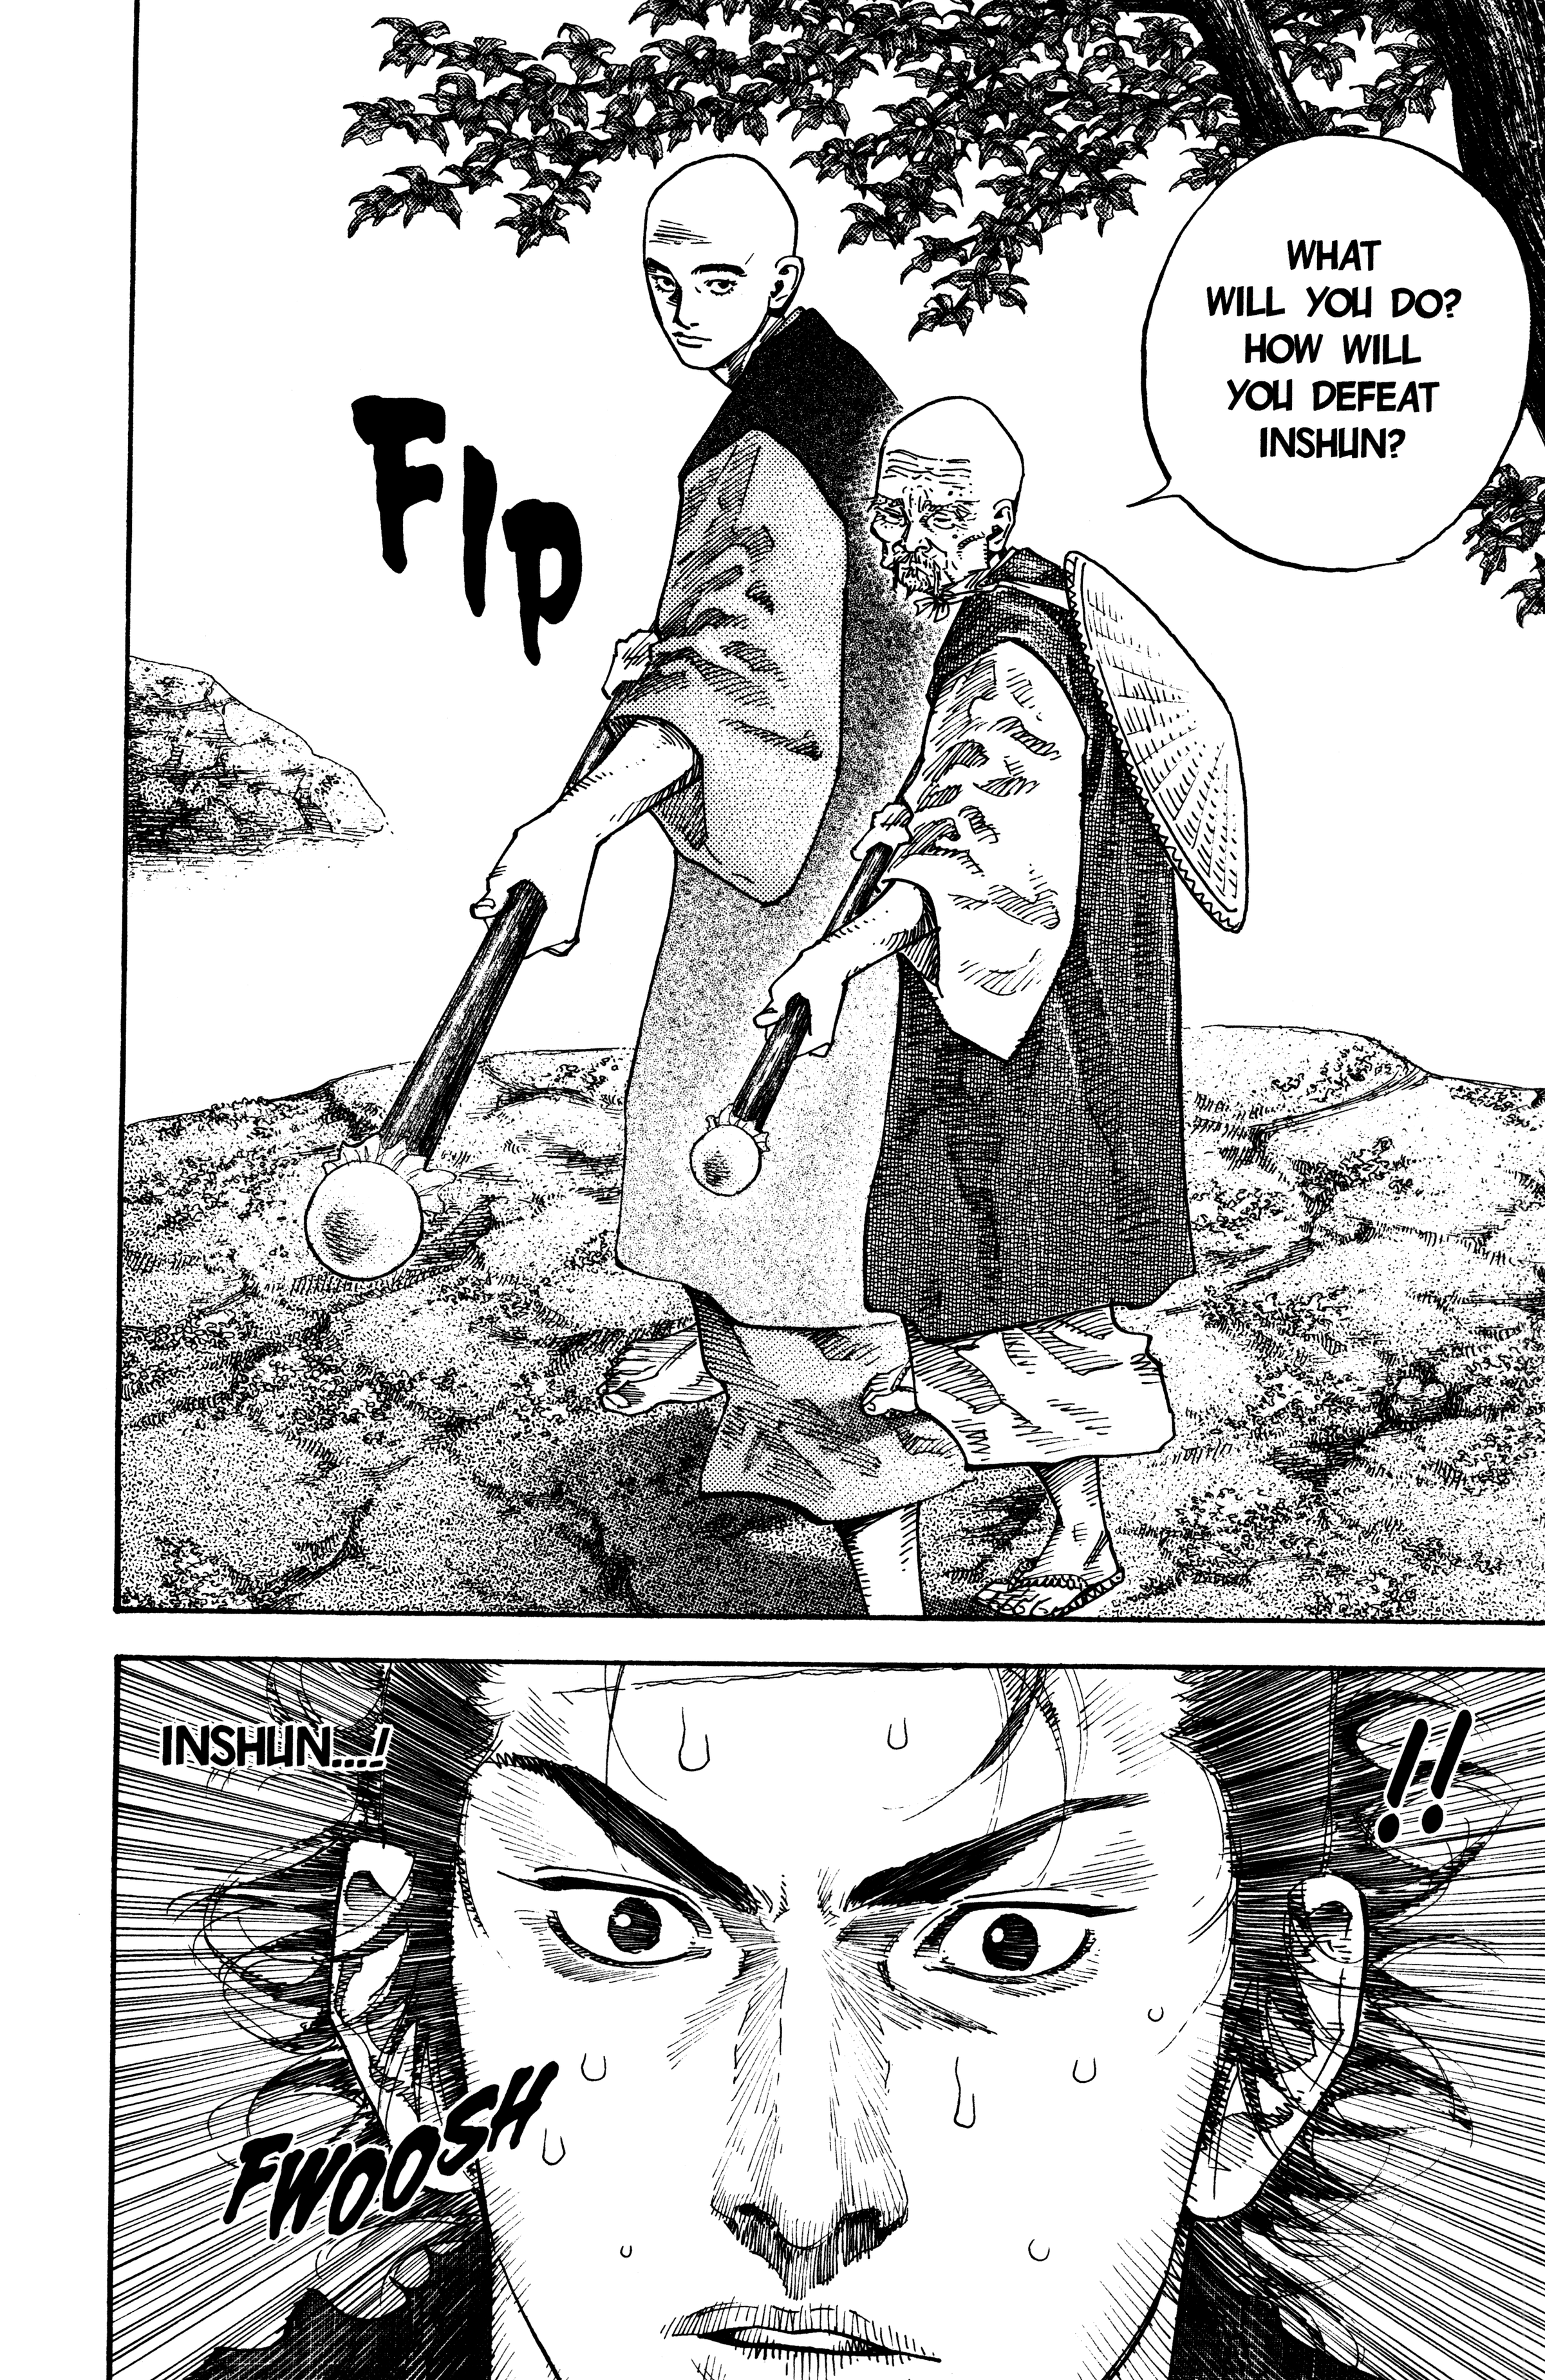 WHAT
WILL YOU DO?
HOW WILL
YOU DEFEAT
INSHUN?
FLP
!!
INSHUN....!
FWOOSH